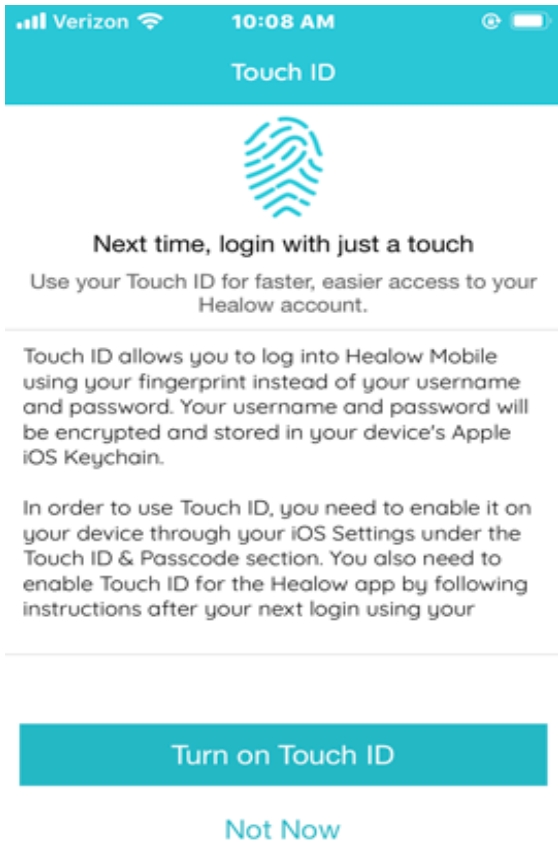 Verizon 10:08 AM
Touch ID
Next time, login with just a touch
Use your Touch ID for faster, easier access to your
Healow account.
Touch ID allows you to log into Healow Mobile
using your fingerprint instead of your username
and password. Your username and password will
be encrypted and stored in your device's Apple
iOS Keychain.
In order to use Touch ID, you need to enable it on
your device through your iOS Settings under the
Touch ID & Passcode section. You also need to
enable Touch ID for the Healow app by following
instructions after your next login using your
Turn on Touch ID
Not Now